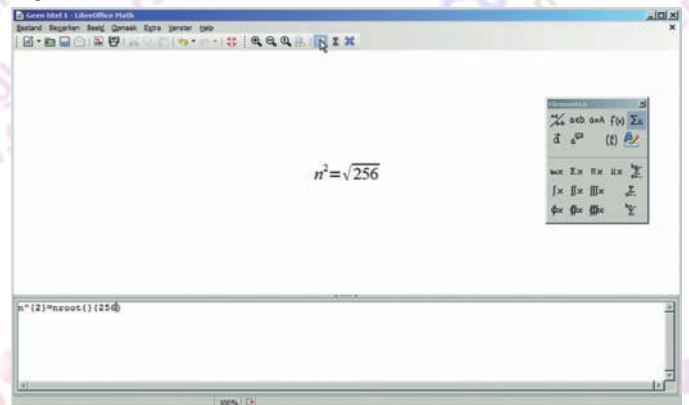 Geen titel 1 - LibreOffice Math
Bestand Bewerken Beeld Opmaak Extra Venster Help
Elementen
a≤b a∈A f(x) Σa
n²=√256
n^{2}=nroot{}{256}
100%